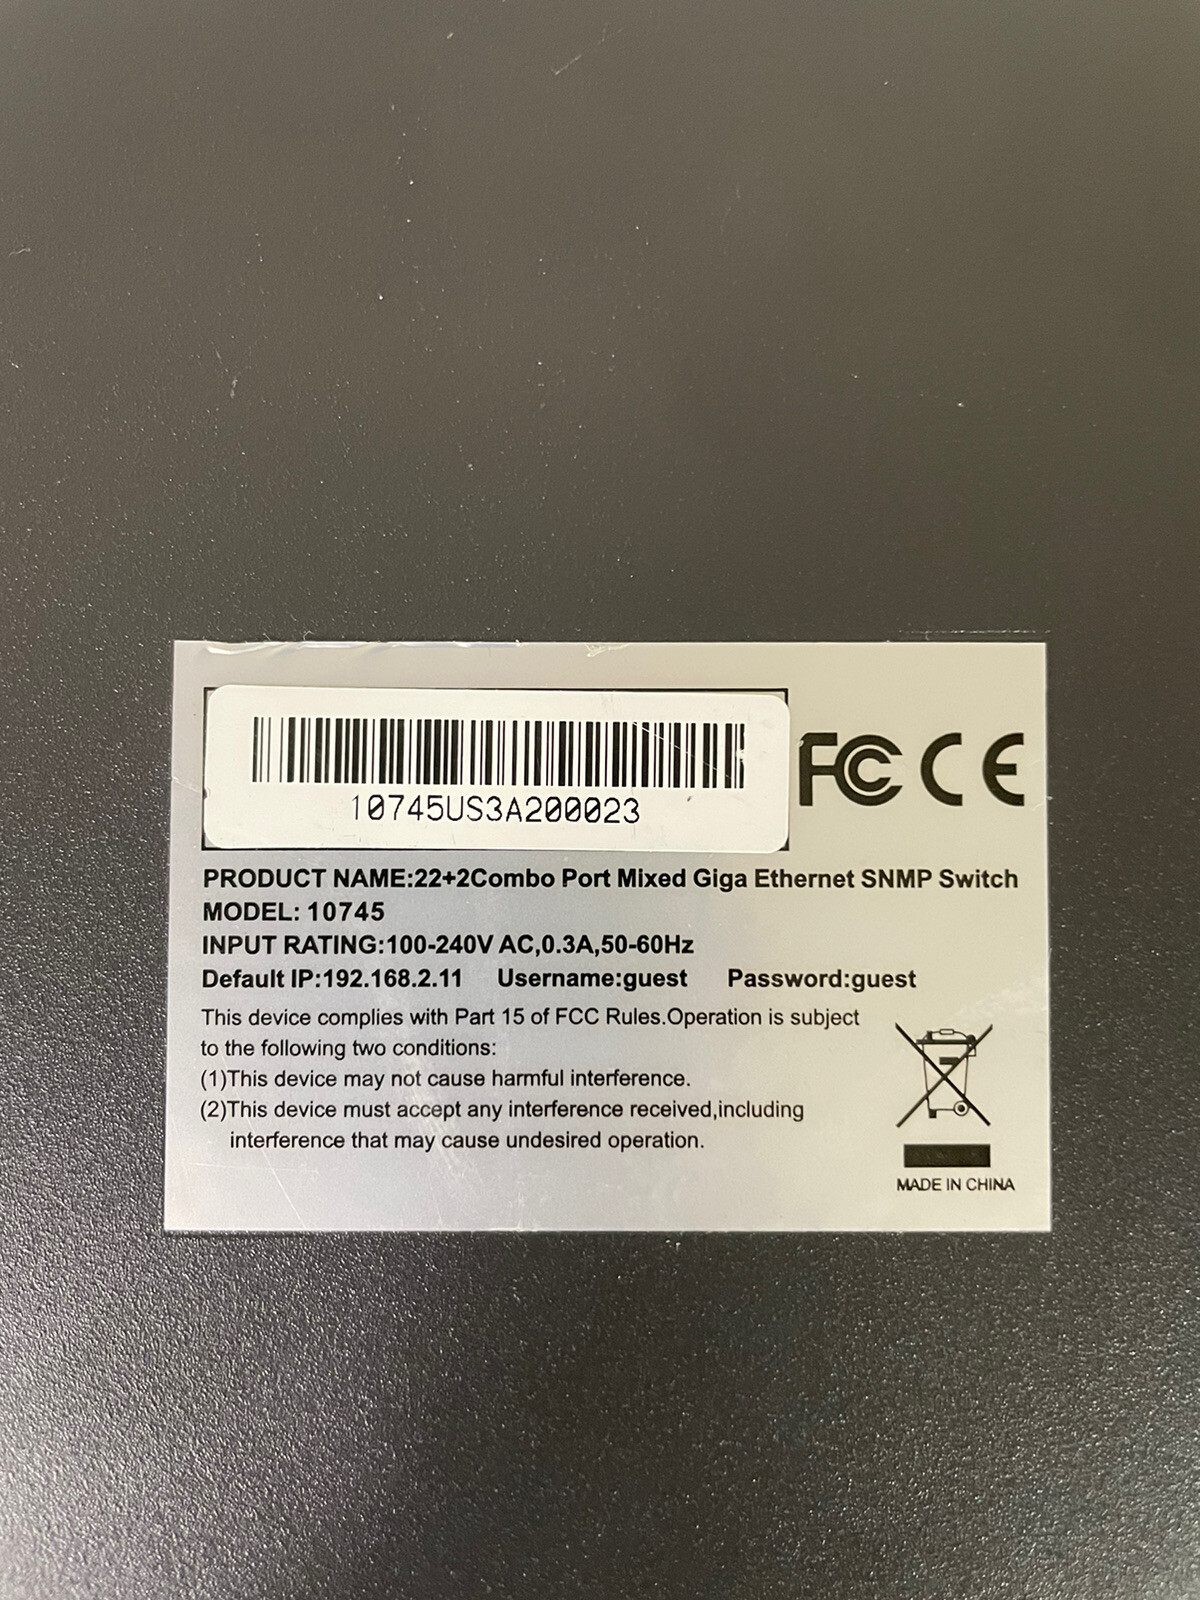 10745US3A200023
FC CE
PRODUCT NAME:22+2Combo Port Mixed Giga Ethernet SNMP Switch
MODEL: 10745
INPUT RATING:100-240V AC,0.3A,50-60Hz
Default IP:192.168.2.11 Username:guest Password:guest
This device complies with Part 15 of FCC Rules.Operation is subject
to the following two conditions:
(1)This device may not cause harmful interference.
(2)This device must accept any interference received,including
interference that may cause undesired operation.
MADE IN CHINA